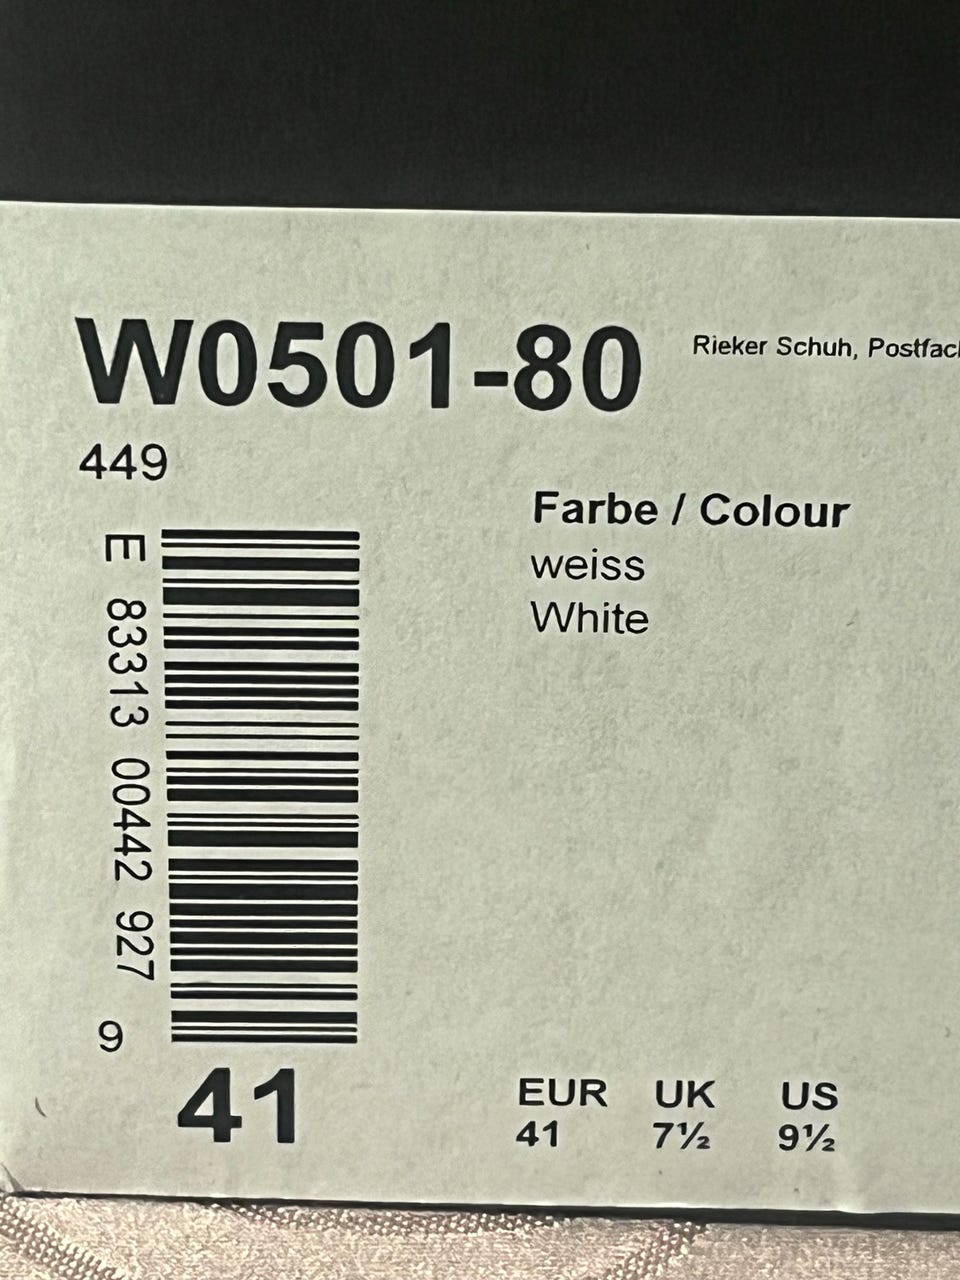 W0501-80
Rieker Schuh, Postfach
449
Farbe / Colour
weiss
White
E 83313 00442 927 9
41
EUR UK US
41 7½ 9½